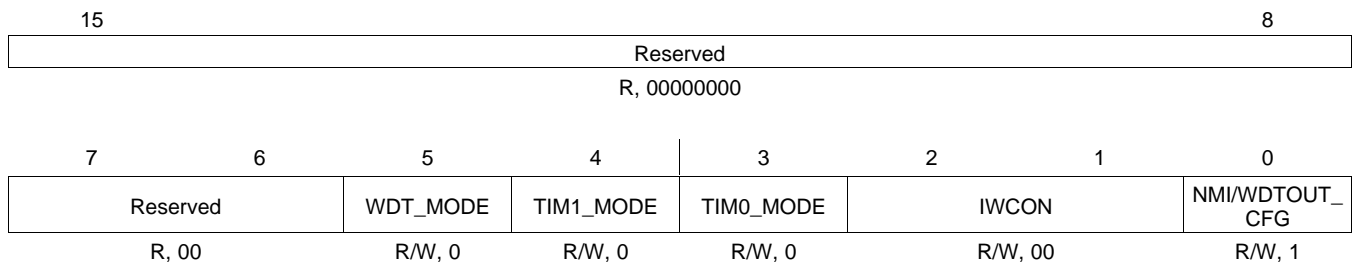 15 8
Reserved
R, 00000000
7 6 5 4 3 2 1 0
Reserved WDT_MODE TIM1_MODE TIM0_MODE IWCON NMI/WDTOUT_
CFG
R, 00 R/W, 0 R/W, 0 R/W, 0 R/W, 00 R/W, 1